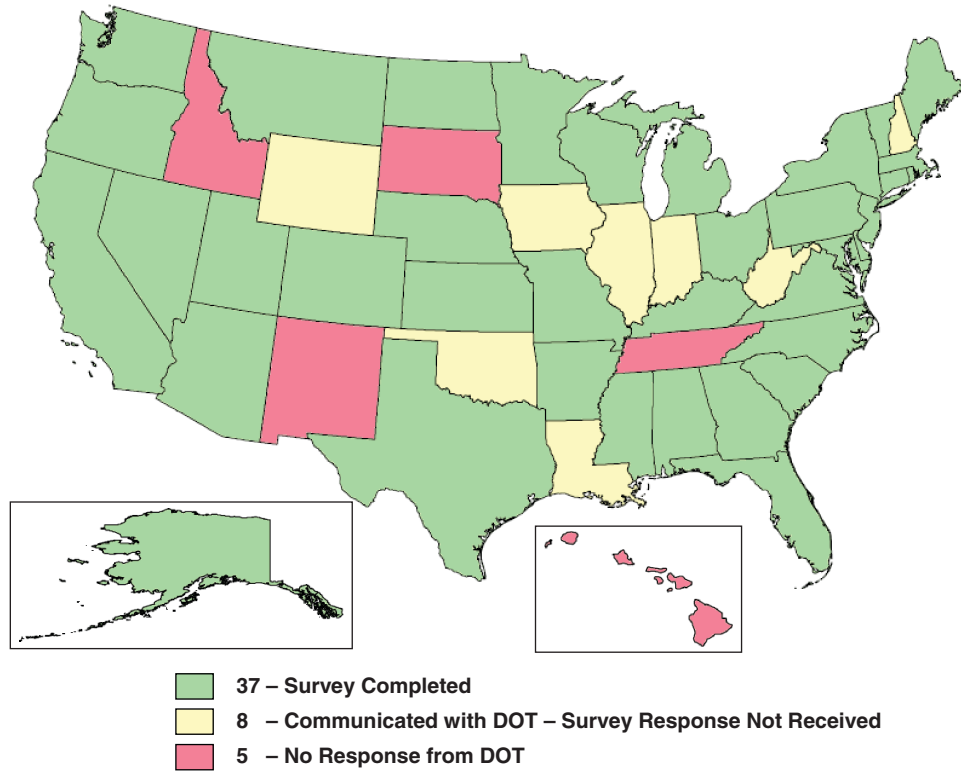 37 – Survey Completed
8 – Communicated with DOT – Survey Response Not Received
5 – No Response from DOT